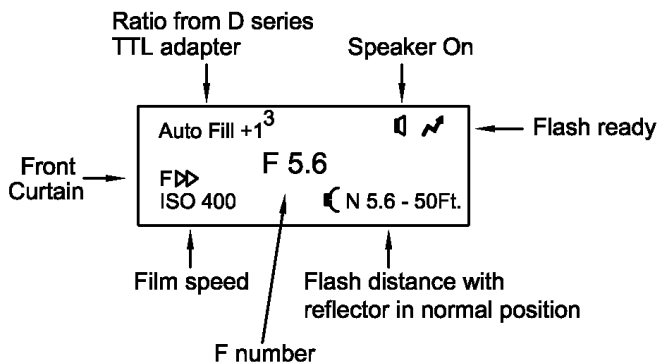 Ratio from D series
TTL adapter
Speaker On
Auto Fill +1³
Flash ready
F 5.6
Front
Curtain
F
ISO 400
N 5.6 - 50Ft.
Film speed
Flash distance with
reflector in normal position
F number